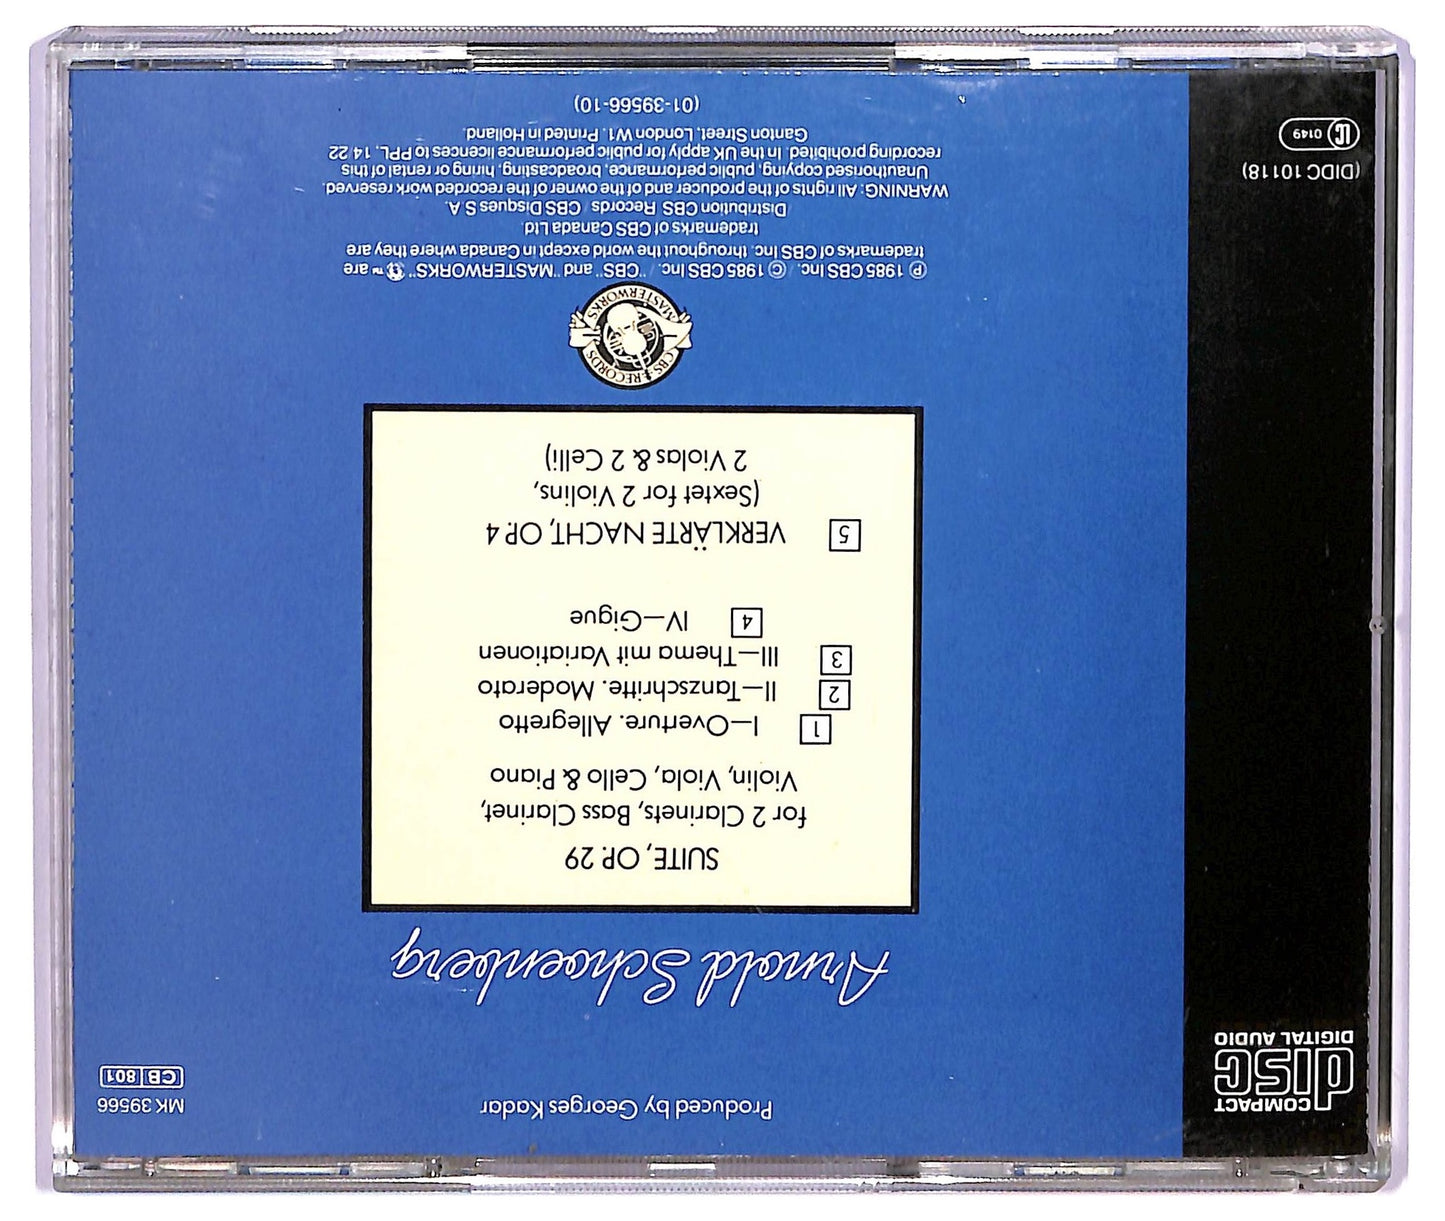 COMPACT
disc
DIGITAL AUDIO
Produced by Georges Kadar
MK 39566
CB 801
Arnold Schoenberg
SUITE, OP. 29
for 2 Clarinets, Bass Clarinet,
Violin, Viola, Cello & Piano
1 I—Overture. Allegretto
2 II—Tanzschritte. Moderato
3 III—Thema mit Variationen
4 IV—Gigue
5 VERKLÄRTE NACHT, OP. 4
(Sextet for 2 Violins,
2 Violas & 2 Celli)
CBS RECORDS
MASTERWORKS
℗ 1985 CBS Inc. / © 1985 CBS Inc. / "CBS" and "MASTERWORKS" ™ are
trademarks of CBS Inc. throughout the world except in Canada where they are
trademarks of CBS Canada Ltd.
Distribution CBS Records / CBS Disques S.A.
WARNING: All rights of the producer and of the owner of the recorded work reserved.
Unauthorised copying, public performance, broadcasting, hiring or rental of this
recording prohibited. In the UK apply for public performance licences to PPL, 14 22
Ganton Street, London W1. Printed in Holland.
(01-39566-10)
(DIDC 10118)
LC 0149